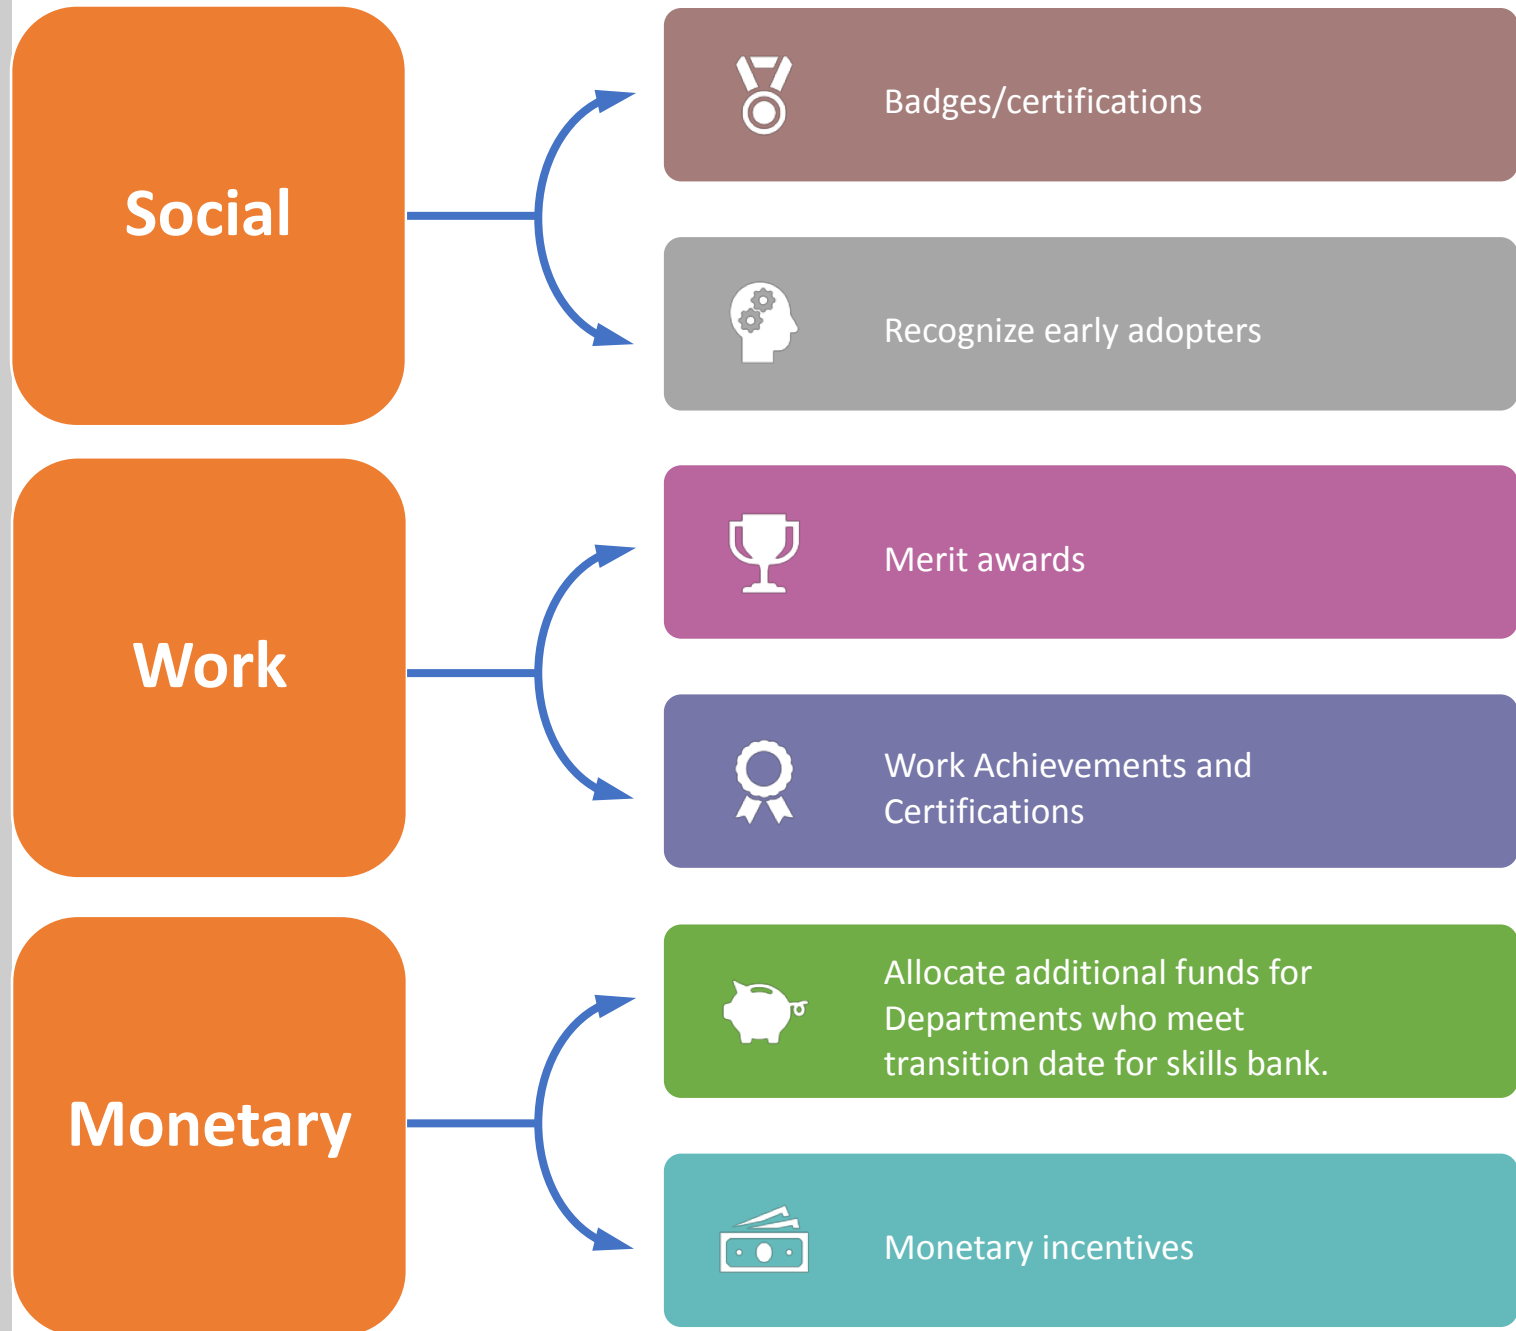 Social
Badges/certifications
Recognize early adopters
Work
Merit awards
Work Achievements and
Certifications
Monetary
Allocate additional funds for
Departments who meet
transition date for skills bank.
Monetary incentives